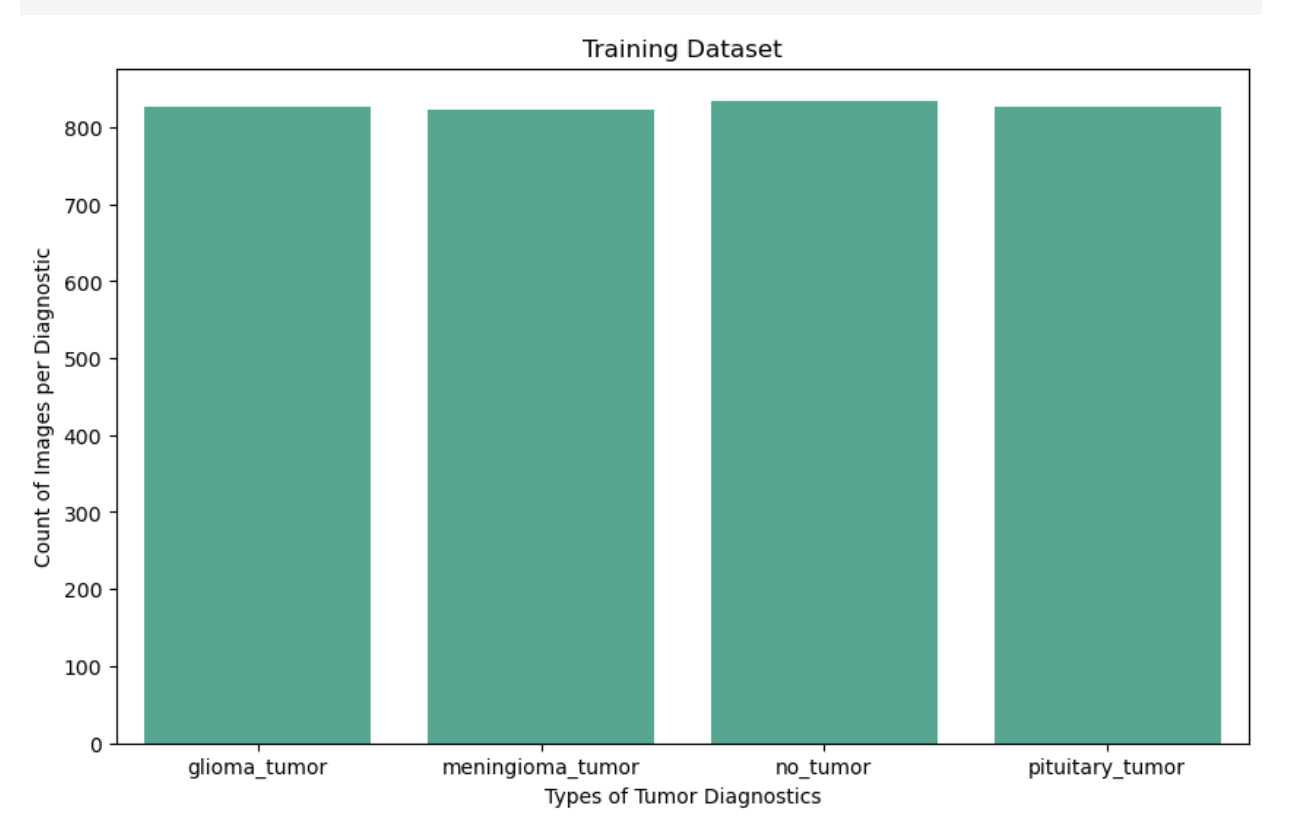 Training Dataset
Count of Images per Diagnostic
800
700
600
500
400
300
200
100
0
glioma_tumor meningioma_tumor no_tumor pituitary_tumor
Types of Tumor Diagnostics